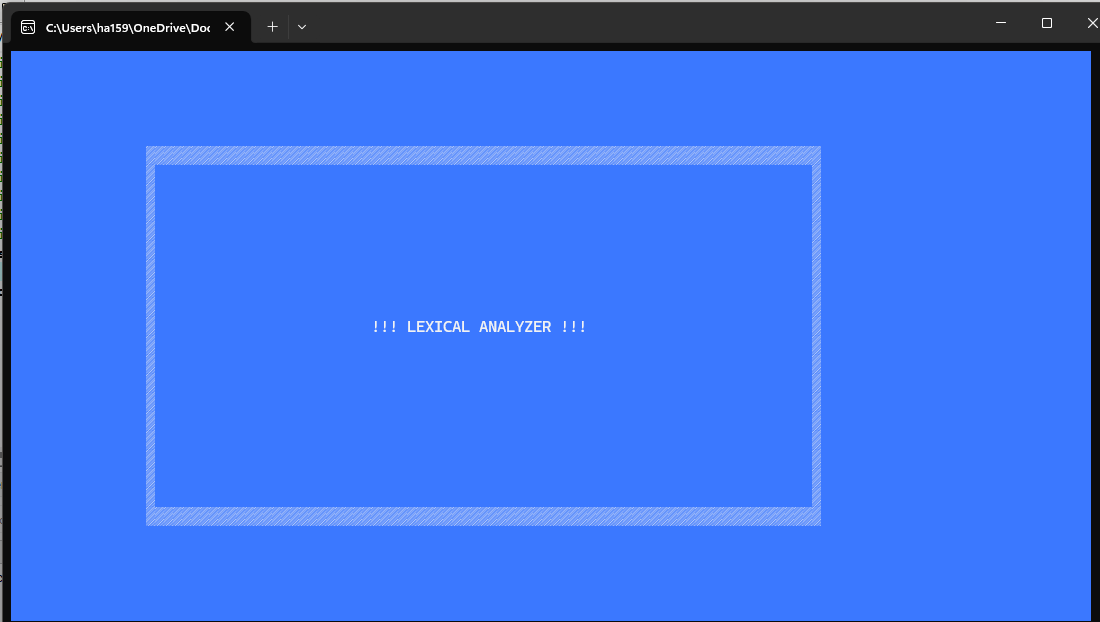 C:\Users\ha159\OneDrive\Doc
!!! LEXICAL ANALYZER !!!